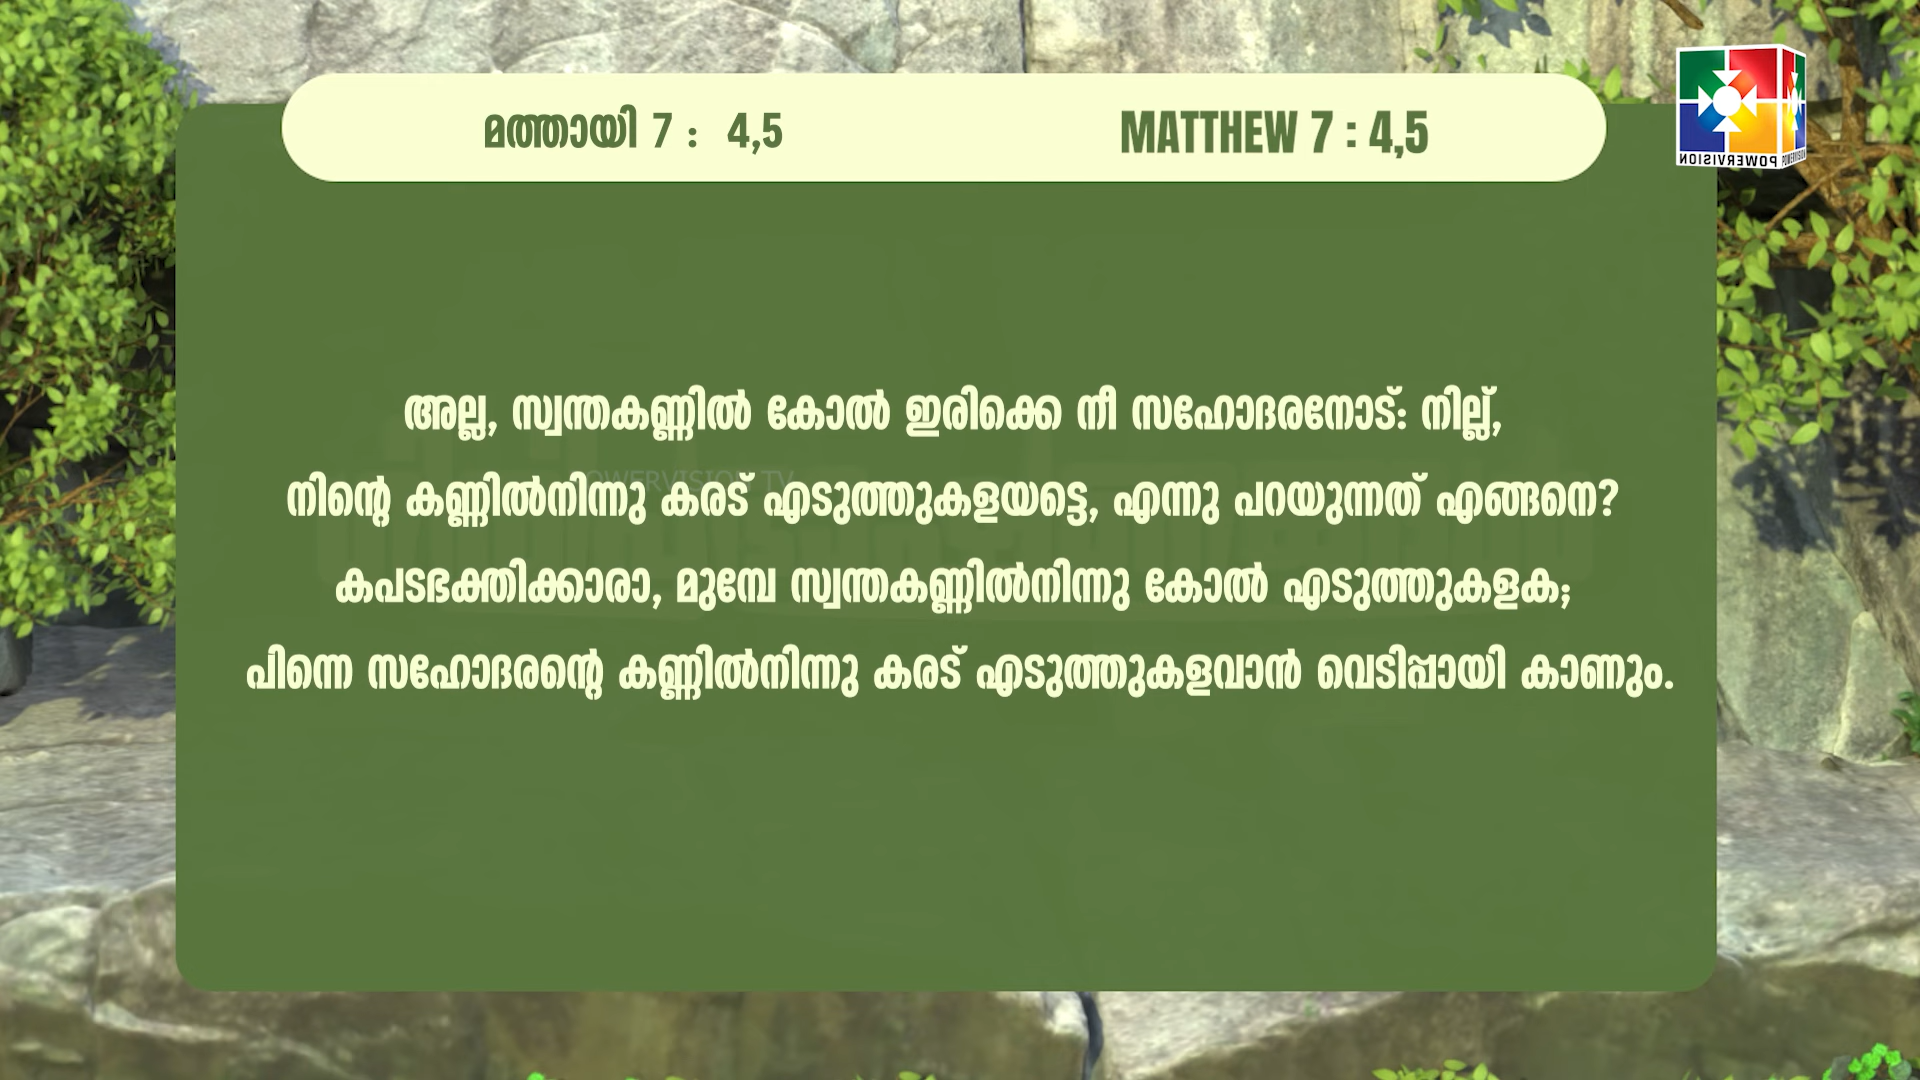 മത്തായി 7 : 4,5
MATTHEW 7 : 4,5
POWERVISION
അല്ല, സ്വന്തകണ്ണിൽ കോൽ ഇരിക്കെ നീ സഹോദരനോട്: നില്ല്,
POWERVISION TV
നിന്റെ കണ്ണിൽനിന്നു കരട് എടുത്തുകളയട്ടെ, എന്നു പറയുന്നത് എങ്ങനെ?
കപടഭക്തിക്കാരാ, മുമ്പേ സ്വന്തകണ്ണിൽനിന്നു കോൽ എടുത്തുകളക;
പിന്നെ സഹോദരന്റെ കണ്ണിൽനിന്നു കരട് എടുത്തുകളവാൻ വെടിപ്പായി കാണും.